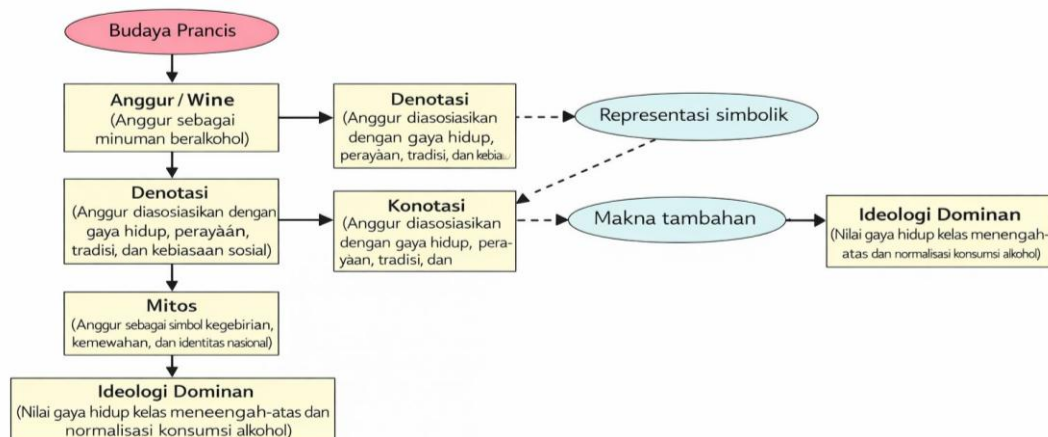 Budaya Prancis
Anggur / Wine
(Anggur sebagai
minuman beralkohol)
Denotasi
(Anggur diasosiasikan
dengan gaya hidup,
perayàan, tradisi, dan kebia
Representasi simbolik
Denotasi
(Anggur diasosiasikan dengan
gaya hidup, perayàán,
tradisi, dan kebiasaan sosial)
Konotasi
(Anggur diasosiasikan
dengan gaya hidup, pera-
yàan, tradisi, dan
Makna tambahan
Ideologi Dominan
(Nilai gaya hidup kelas menengah-
atas dan normalisasi konsumsi alkohol)
Mitos
(Anggur sebagai simbol kegebirian,
kemewahan, dan identitas nasional)
Ideologi Dominan
(Nilai gaya hidup kelas meneengah-atas dan
normalisasi konsumsi alkohol)